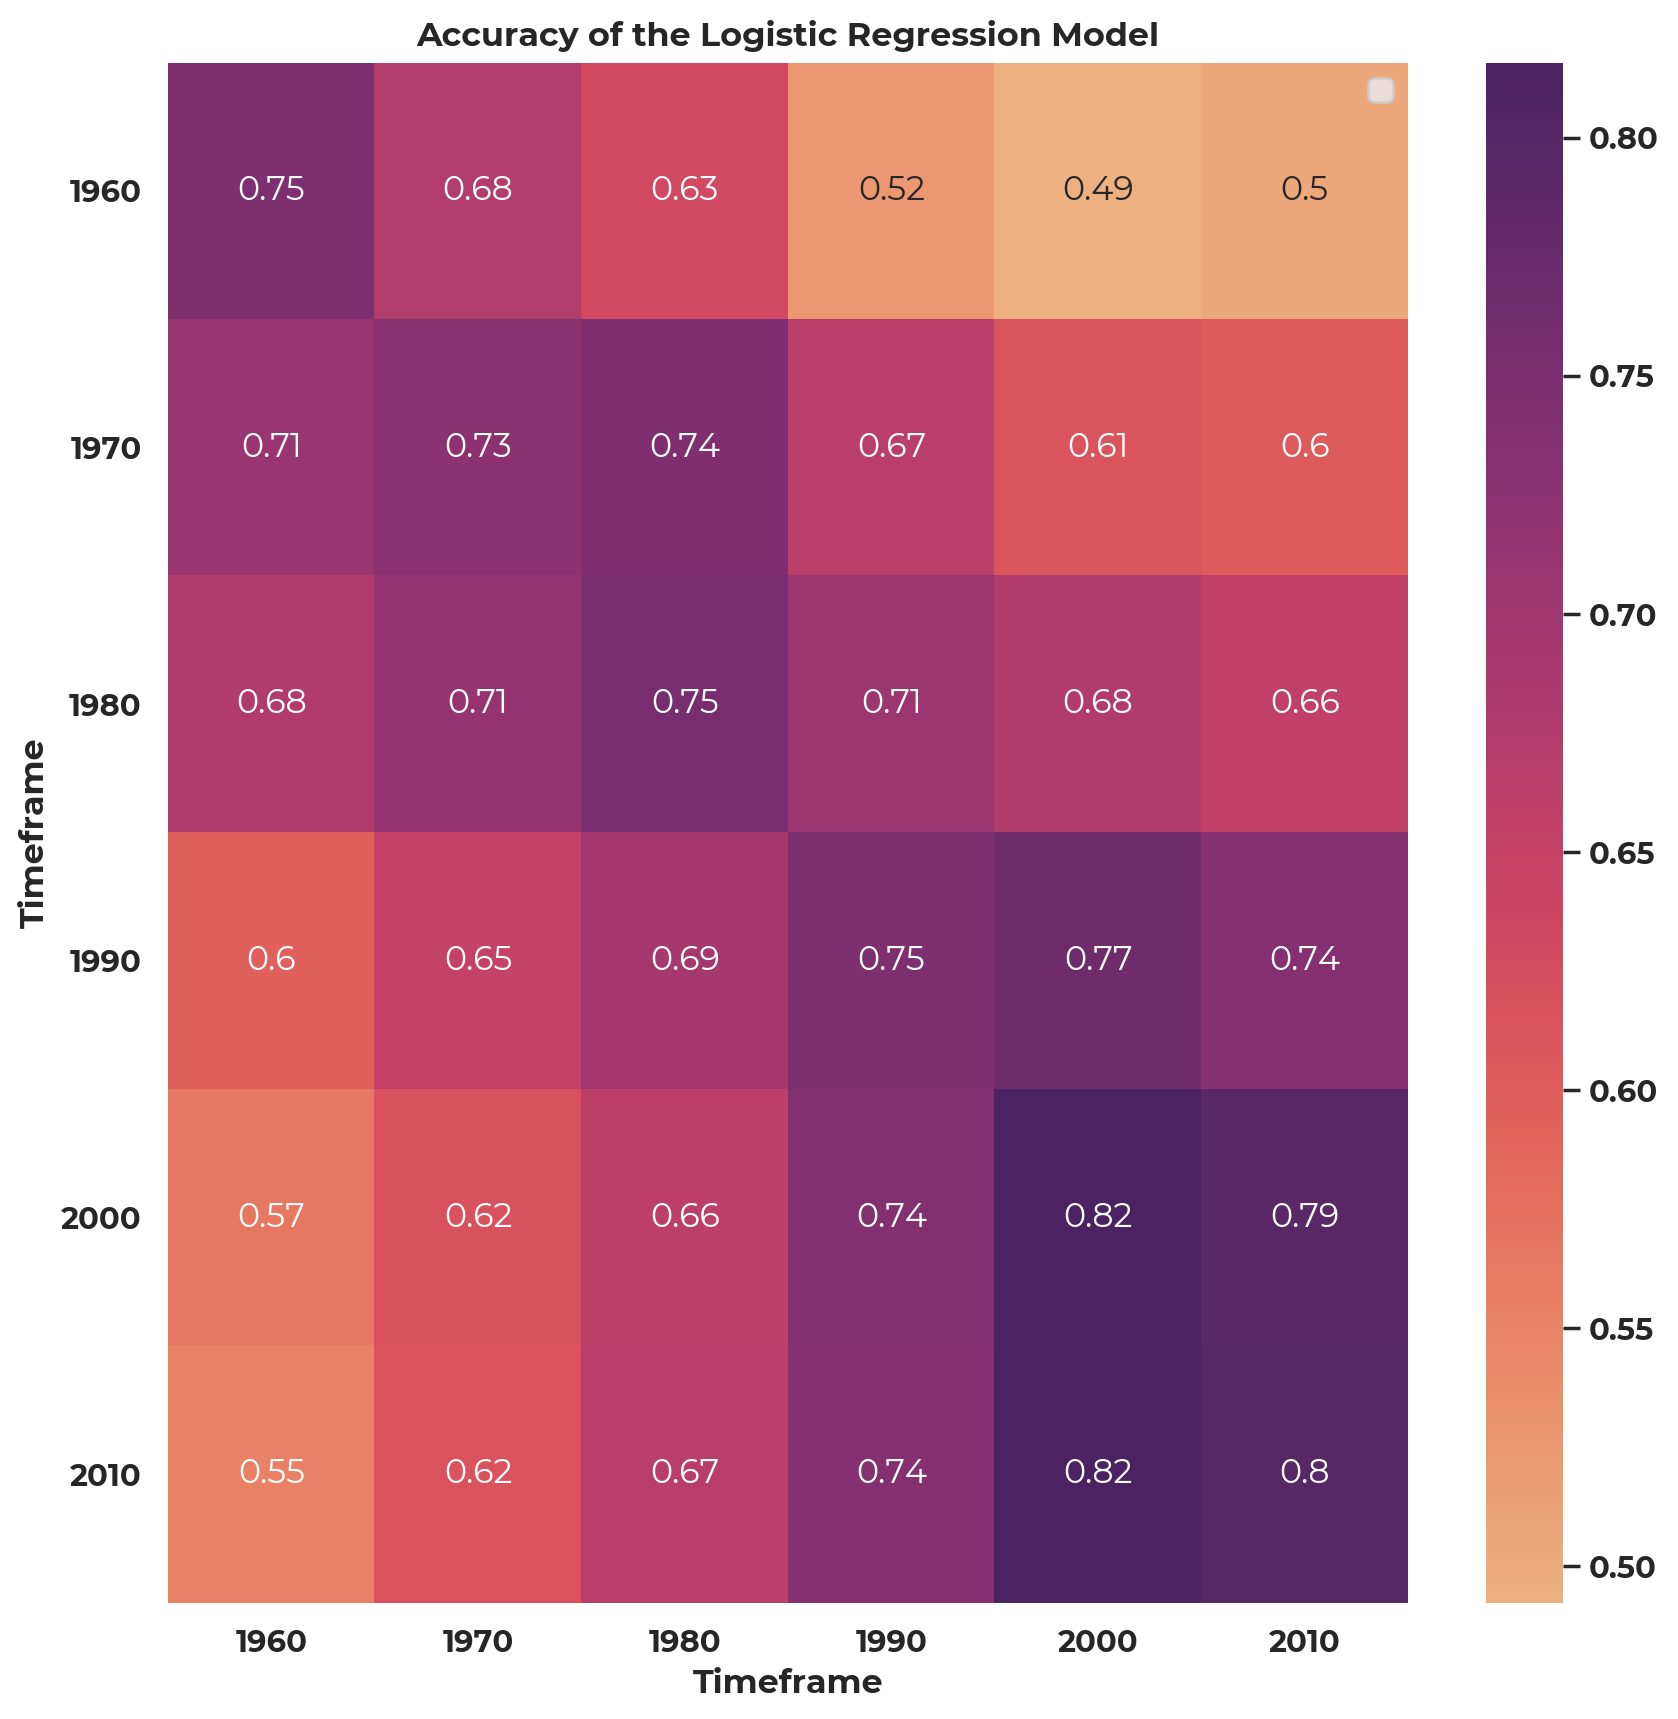 Accuracy of the Logistic Regression Model
1960 0.75 0.68 0.63 0.52 0.49 0.5
1970 0.71 0.73 0.74 0.67 0.61 0.6
1980 0.68 0.71 0.75 0.71 0.68 0.66
1990 0.6 0.65 0.69 0.75 0.77 0.74
2000 0.57 0.62 0.66 0.74 0.82 0.79
2010 0.55 0.62 0.67 0.74 0.82 0.8
1960 1970 1980 1990 2000 2010
Timeframe
Timeframe
0.80
0.75
0.70
0.65
0.60
0.55
0.50